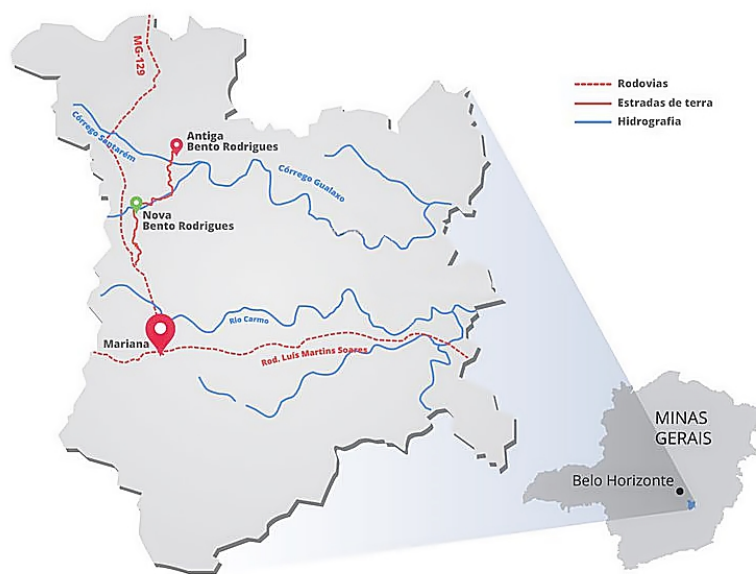 MG-129
Rodovias
Estradas de terra
Hidrografia
Córrego Santarém
Antiga
Bento Rodrigues
Córrego Gualaxo
Nova
Bento Rodrigues
Rio Carmo
Mariana
Rod. Luís Martins Soares
MINAS
GERAIS
Belo Horizonte